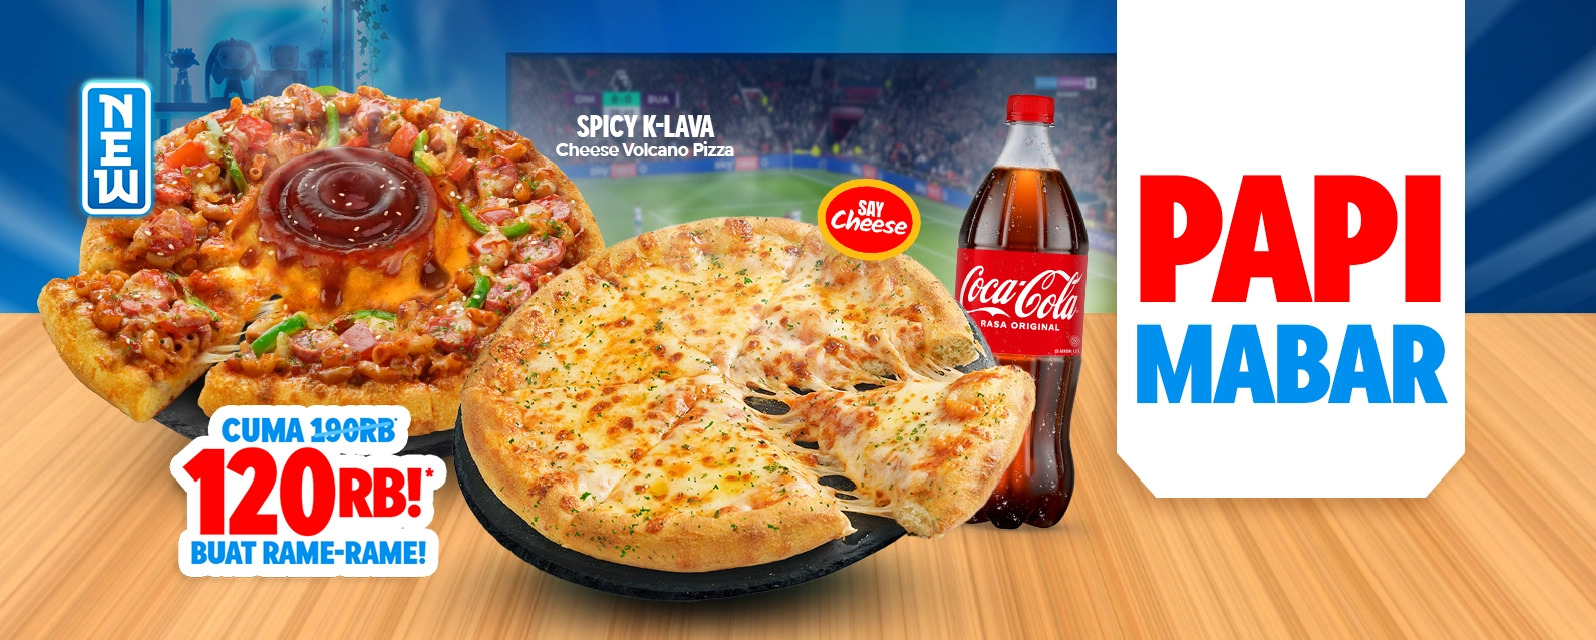 NEW
SPICY K-LAVA
Cheese Volcano Pizza
SAY
Cheese
Coca-Cola
RASA ORIGINAL
CUMA 190RB*
120RB!*
BUAT RAME-RAME!
PAPI
MABAR